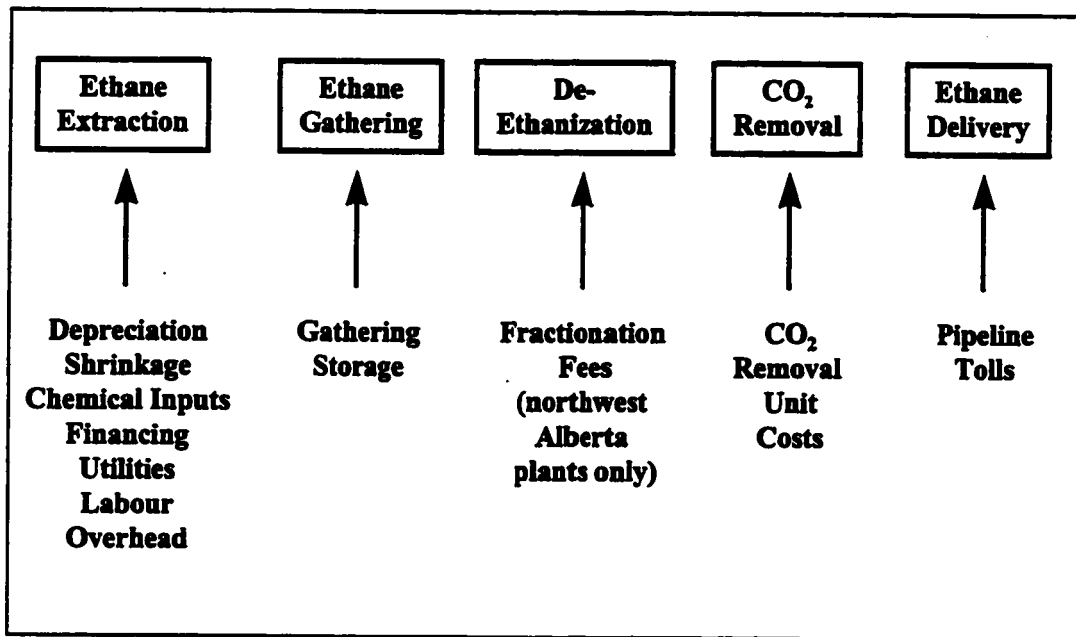 Ethane
Extraction
Ethane
Gathering
De-
Ethanization
CO₂
Removal
Ethane
Delivery
Depreciation
Shrinkage
Chemical Inputs
Financing
Utilities
Labour
Overhead
Gathering
Storage
Fractionation
Fees
(northwest
Alberta
plants only)
CO₂
Removal
Unit
Costs
Pipeline
Tolls